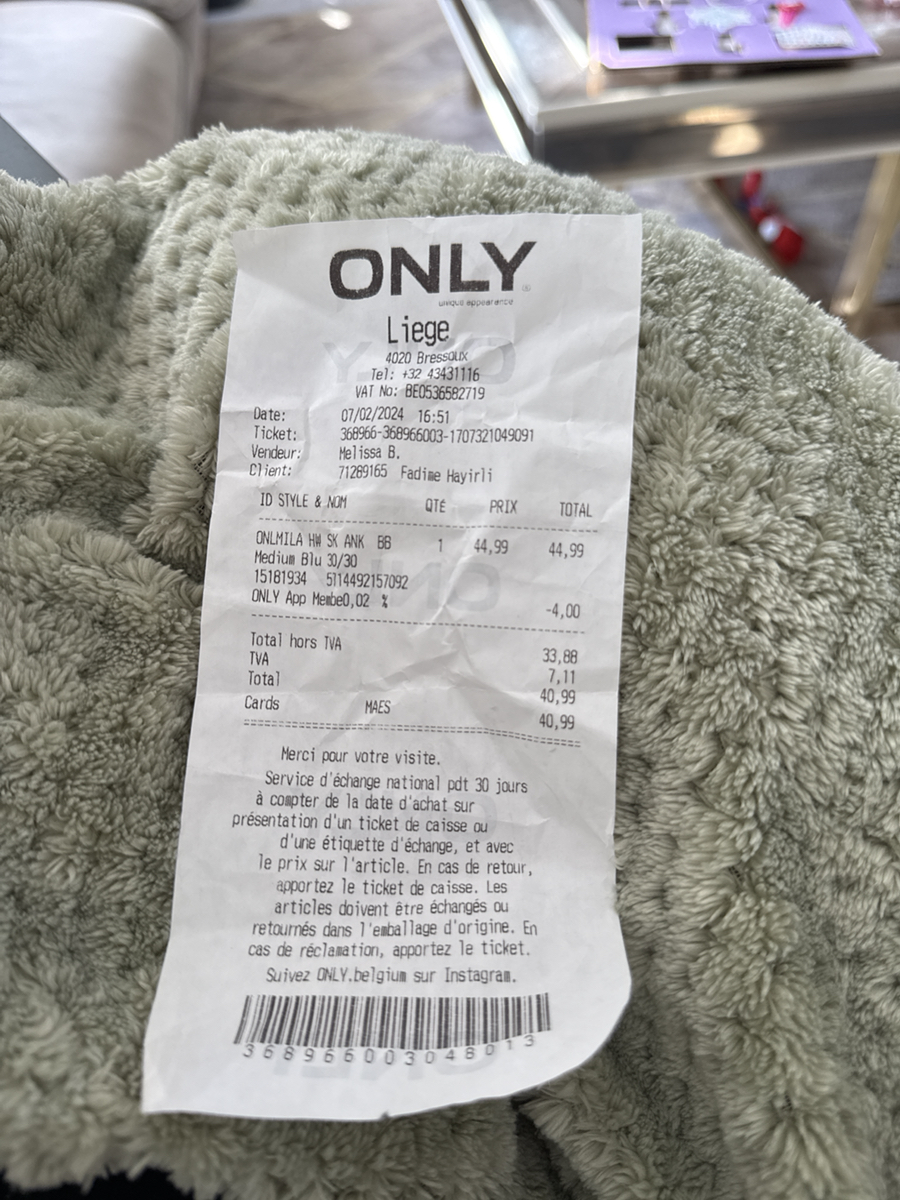 ONLY
unique appearance
Liege
4020 Bressoux
Tel: +32 43431116
VAT No: BE0536582719
Date: 07/02/2024 16:51
Ticket: 368966-368966003-1707321049091
Vendeur: Melissa B.
Client: 71289165 Fadime Hayirli
ID STYLE & NOM QTÉ PRIX TOTAL
ONLMILA HW SK ANK BB 1 44,99 44,99
Medium Blu 30/30
15181934 5114492157092
ONLY App Membe0,02 % -4,00
Total hors TVA 33,88
TVA 7,11
Total 40,99
Cards MAES 40,99
Merci pour votre visite.
Service d'échange national pdt 30 jours
à compter de la date d'achat sur
présentation d'un ticket de caisse ou
d'une étiquette d'échange, et avec
le prix sur l'article. En cas de retour,
apportez le ticket de caisse. Les
articles doivent être échangés ou
retournés dans l'emballage d'origine. En
cas de réclamation, apportez le ticket.
Suivez ONLY.belgium sur Instagram.
368966003048013